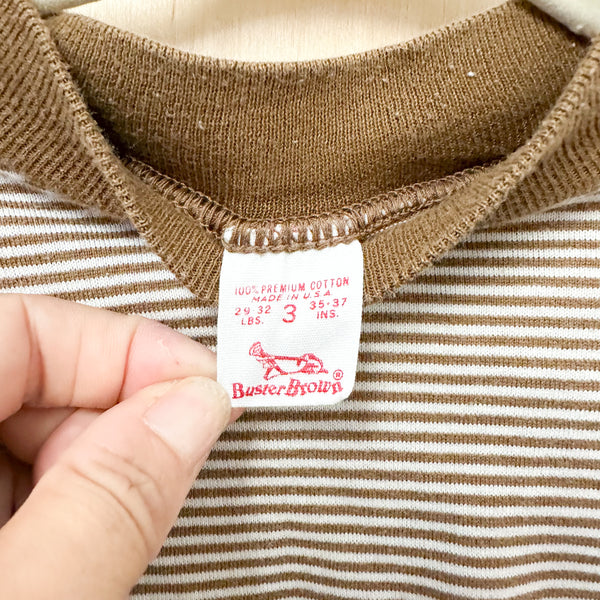 100% PREMIUM COTTON
MADE IN U.S.A
29-32 3 35-37
LBS. INS.
Buster Brown ®